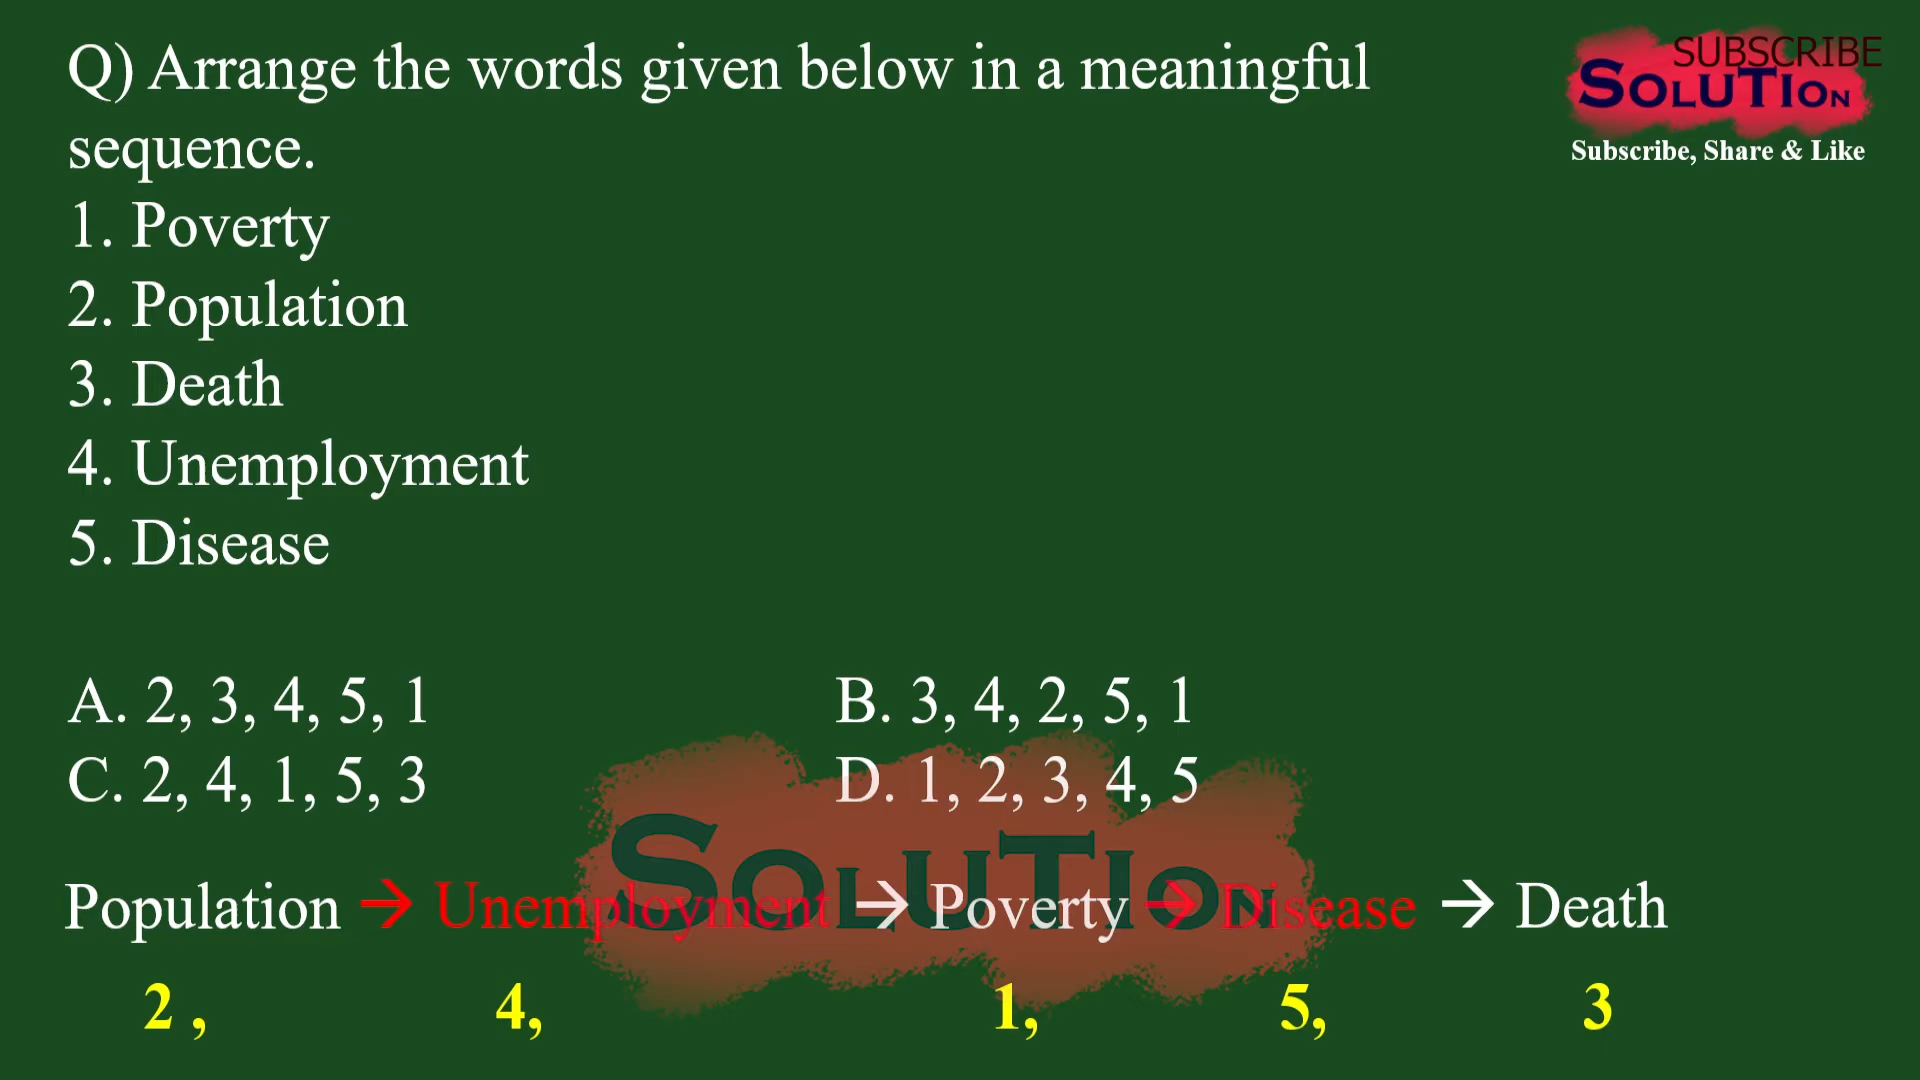 Q) Arrange the words given below in a meaningful
sequence.
1. Poverty
2. Population
3. Death
4. Unemployment
5. Disease
A. 2, 3, 4, 5, 1 B. 3, 4, 2, 5, 1
C. 2, 4, 1, 5, 3 D. 1, 2, 3, 4, 5
Population → Unemployment → Poverty → Disease → Death
2 , 4, 1, 5, 3
SUBSCRIBE
SOLUTION
Subscribe, Share & Like
SOLUTION